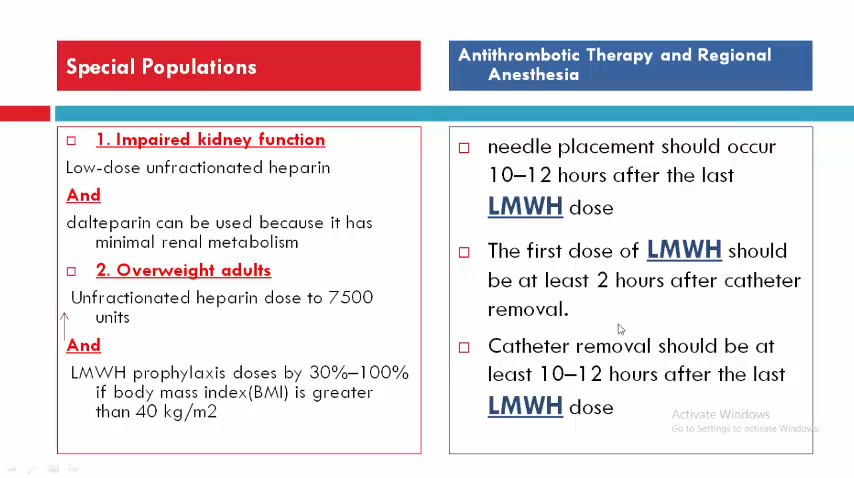 Special Populations
Antithrombotic Therapy and Regional
Anesthesia
1. Impaired kidney function
Low-dose unfractionated heparin
And
dalteparin can be used because it has
minimal renal metabolism
2. Overweight adults
Unfractionated heparin dose to 7500
units
And
LMWH prophylaxis doses by 30%–100%
if body mass index(BMI) is greater
than 40 kg/m2
needle placement should occur
10–12 hours after the last
LMWH dose
The first dose of LMWH should
be at least 2 hours after catheter
removal.
Catheter removal should be at
least 10–12 hours after the last
LMWH dose
Activate Windows
Go to Settings to activate Windows.